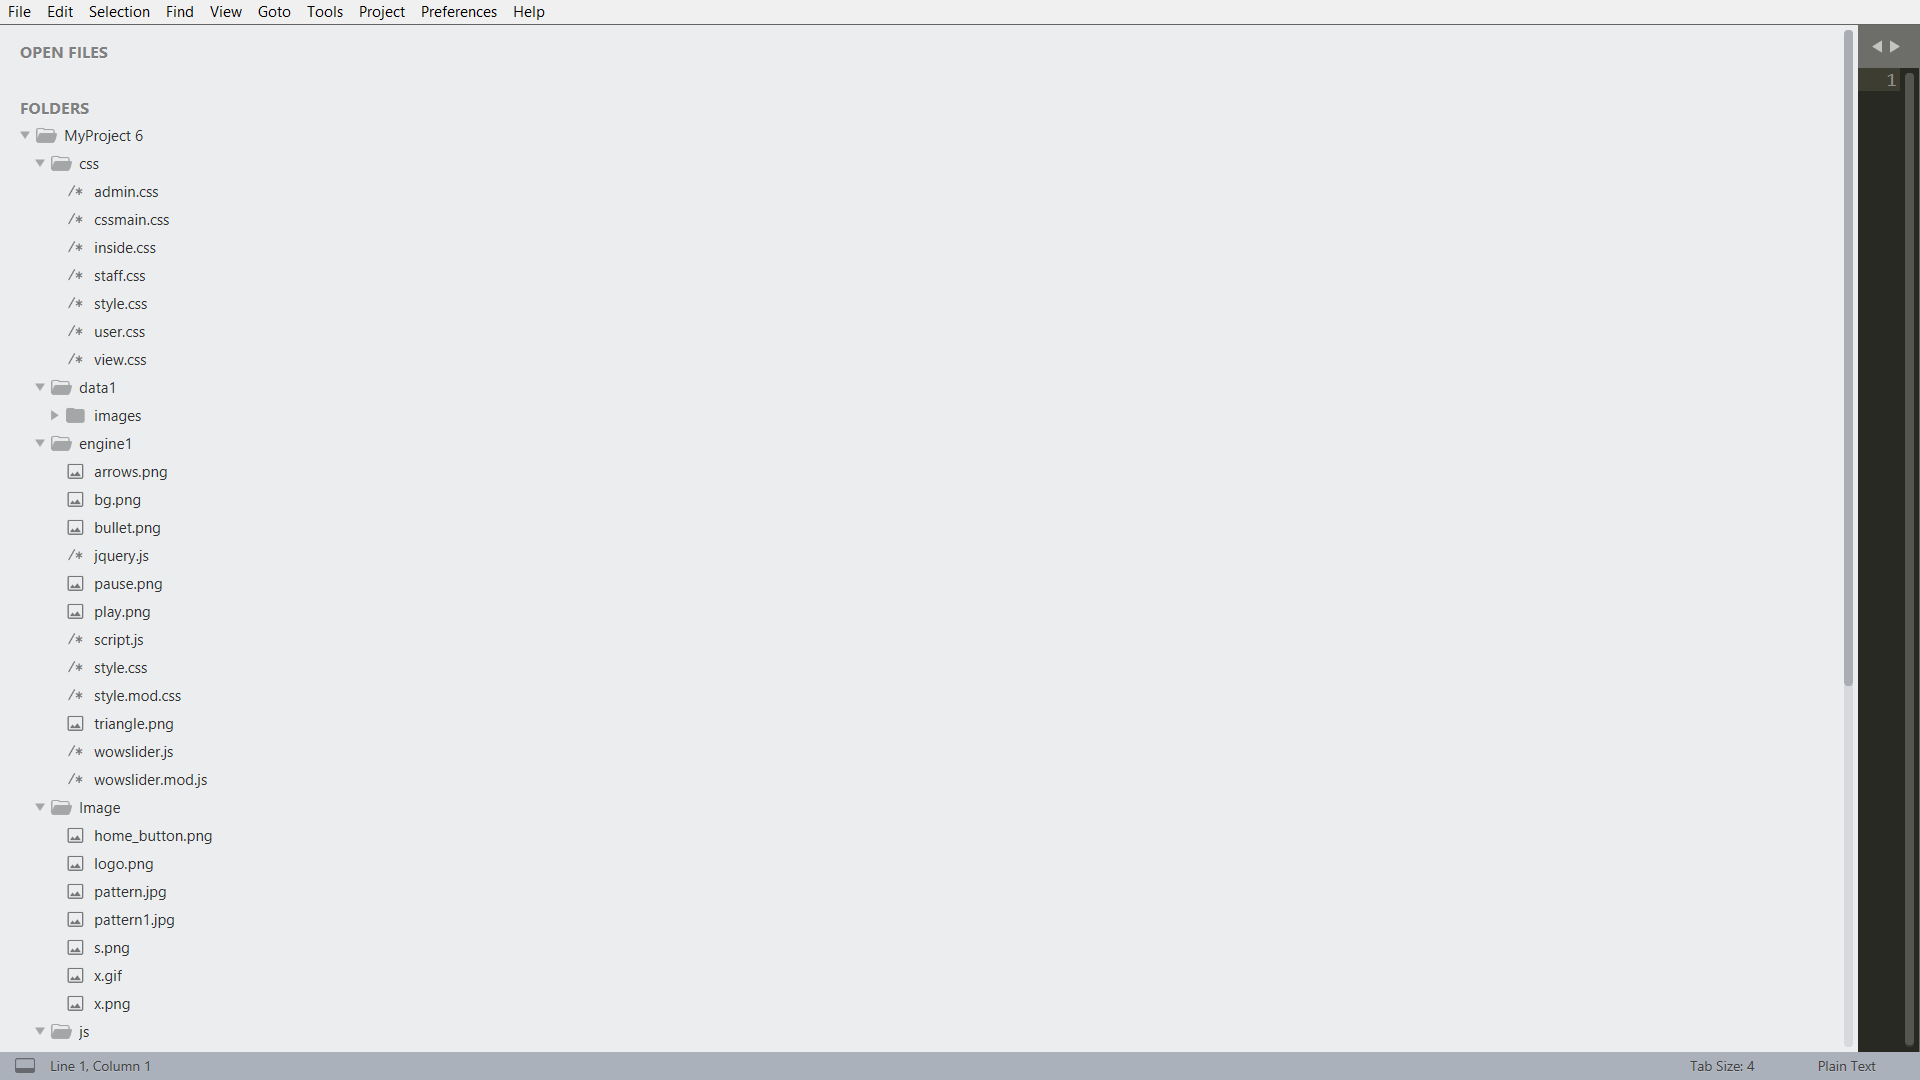 File Edit Selection Find View Goto Tools Project Preferences Help
OPEN FILES
1
FOLDERS
MyProject 6
css
/* admin.css
/* cssmain.css
/* inside.css
/* staff.css
/* style.css
/* user.css
/* view.css
data1
images
engine1
arrows.png
bg.png
bullet.png
/* jquery.js
pause.png
play.png
/* script.js
/* style.css
/* style.mod.css
triangle.png
/* wowslider.js
/* wowslider.mod.js
Image
home_button.png
logo.png
pattern.jpg
pattern1.jpg
s.png
x.gif
x.png
js
Line 1, Column 1 Tab Size: 4 Plain Text